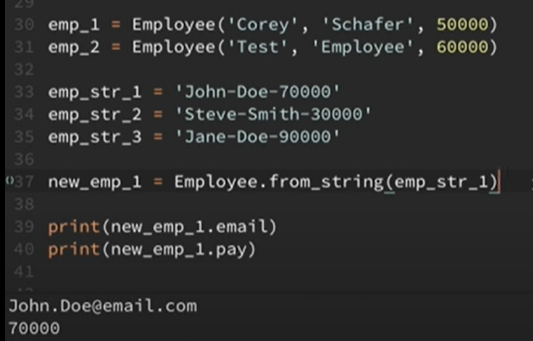 29
30 emp_1 = Employee('Corey', 'Schafer', 50000)
31 emp_2 = Employee('Test', 'Employee', 60000)
32
33 emp_str_1 = 'John-Doe-70000'
34 emp_str_2 = 'Steve-Smith-30000'
35 emp_str_3 = 'Jane-Doe-90000'
36
37 new_emp_1 = Employee.from_string(emp_str_1)
38
39 print(new_emp_1.email)
40 print(new_emp_1.pay)
41
John.Doe@email.com
70000